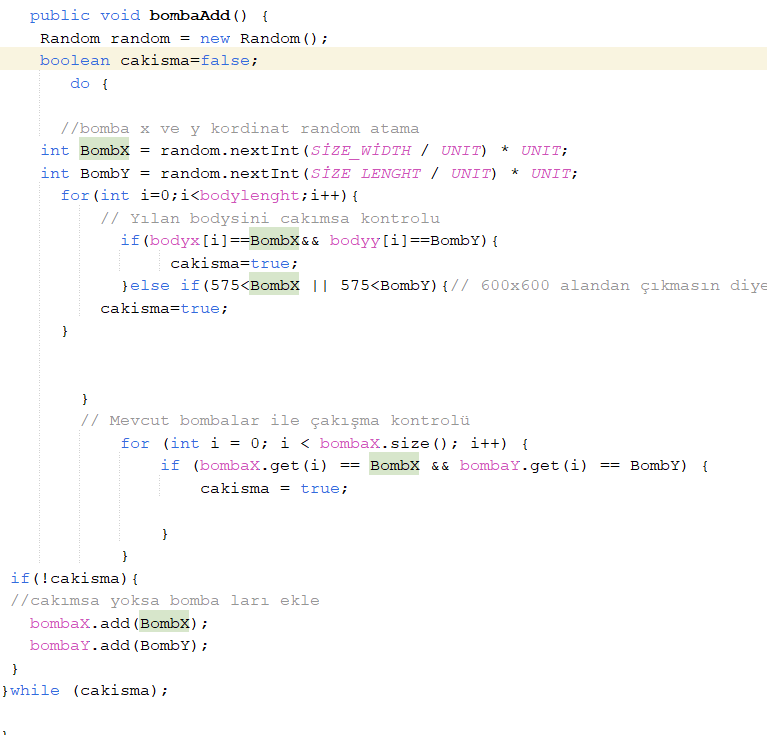 public void bombaAdd() {
Random random = new Random();
boolean cakisma=false;
do {
//bomba x ve y kordinat random atama
int BombX = random.nextInt(SİZE_WİDTH / UNIT) * UNIT;
int BombY = random.nextInt(SİZE_LENGHT / UNIT) * UNIT;
for(int i=0;i<bodylenght;i++){
// Yılan bodysini cakımsa kontrolu
if(bodyx[i]==BombX&& bodyy[i]==BombY){
cakisma=true;
}else if(575<BombX || 575<BombY){// 600x600 alandan çıkmasın diye
cakisma=true;
}
}
// Mevcut bombalar ile çakışma kontrolü
for (int i = 0; i < bombaX.size(); i++) {
if (bombaX.get(i) == BombX && bombaY.get(i) == BombY) {
cakisma = true;
}
}
if(!cakisma){
//cakımsa yoksa bomba ları ekle
bombaX.add(BombX);
bombaY.add(BombY);
}
}while (cakisma);